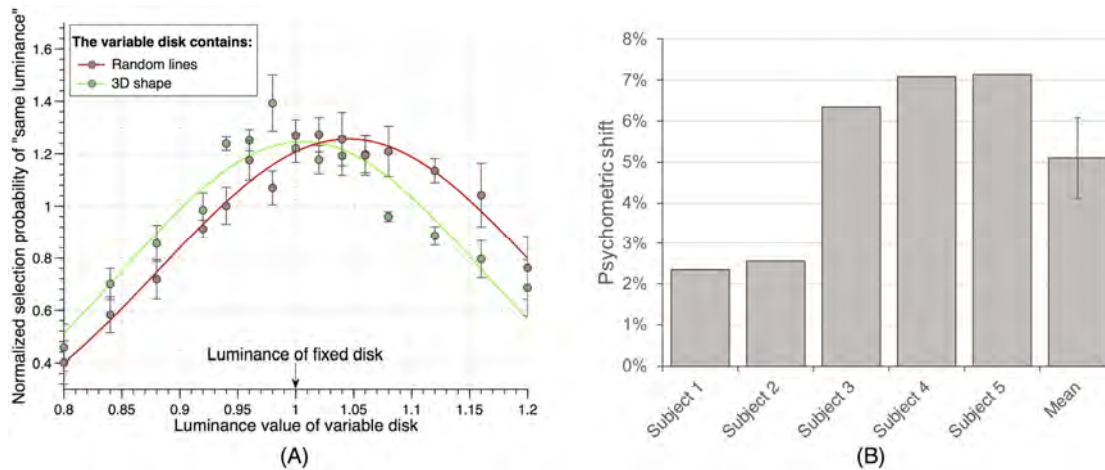 Normalized selection probability of "same luminance"
1.6
1.4
1.2
1
0.8
0.6
0.4
The variable disk contains:
Random lines
3D shape
Luminance of fixed disk
0.8
0.85
0.9
0.95
1
1.05
1.1
1.15
1.2
Luminance value of variable disk
(A)
Psychometric shift
8%
7%
6%
5%
4%
3%
2%
1%
0%
Subject 1
Subject 2
Subject 3
Subject 4
Subject 5
Mean
(B)